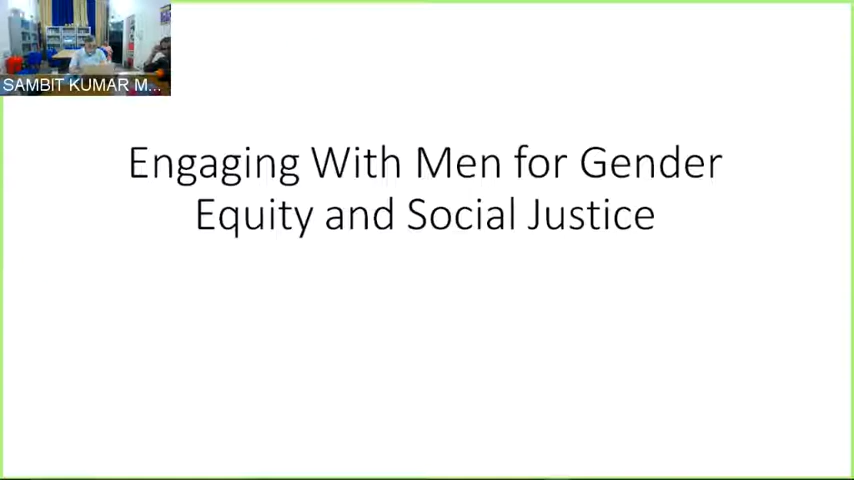 SAMBIT KUMAR M...
Engaging With Men for Gender
Equity and Social Justice